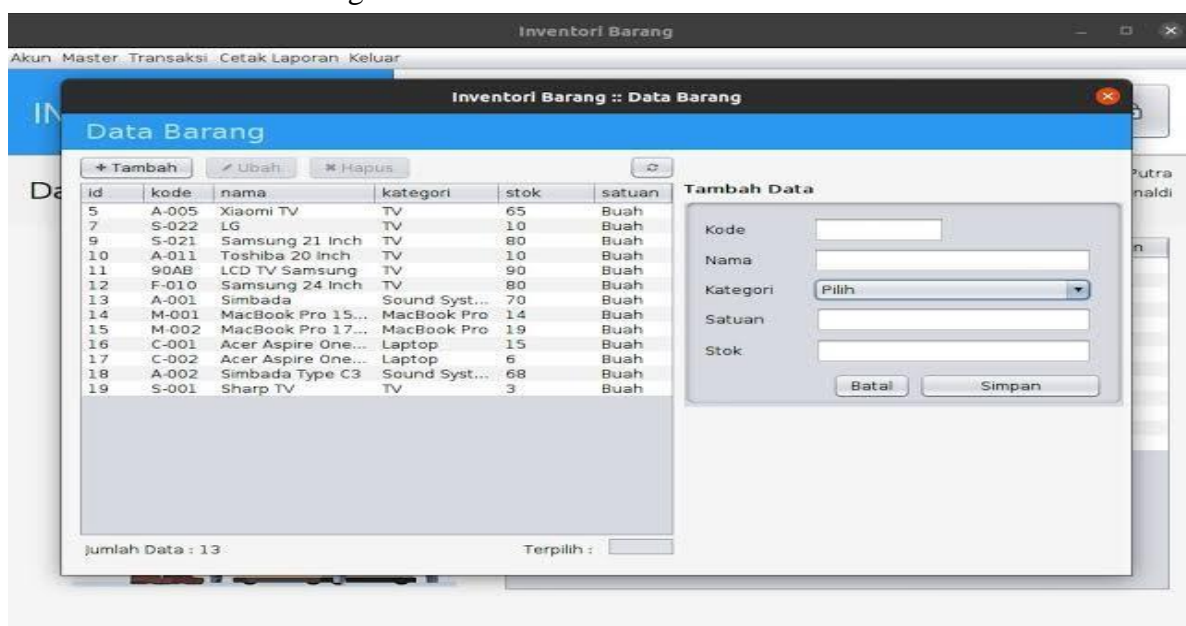 Inventori Barang
Akun Master Transaksi Cetak Laporan Keluar
Inventori Barang :: Data Barang
IN
Data Barang
+ Tambah Ubah Hapus
Da
Putra
naldi
n
id kode nama kategori stok satuan
5 A-005 Xiaomi TV TV 65 Buah
7 S-022 LG TV 10 Buah
9 S-021 Samsung 21 Inch TV 80 Buah
10 A-011 Toshiba 20 Inch TV 10 Buah
11 90AB LCD TV Samsung TV 90 Buah
12 F-010 Samsung 24 Inch TV 80 Buah
13 A-001 Simbada Sound Syst... 70 Buah
14 M-001 MacBook Pro 15... MacBook Pro 14 Buah
15 M-002 MacBook Pro 17... MacBook Pro 19 Buah
16 C-001 Acer Aspire One... Laptop 15 Buah
17 C-002 Acer Aspire One... Laptop 6 Buah
18 A-002 Simbada Type C3 Sound Syst... 68 Buah
19 S-001 Sharp TV TV 3 Buah
Jumlah Data : 13 Terpilih :
Tambah Data
Kode
Nama
Kategori Pilih
Satuan
Stok
Batal Simpan